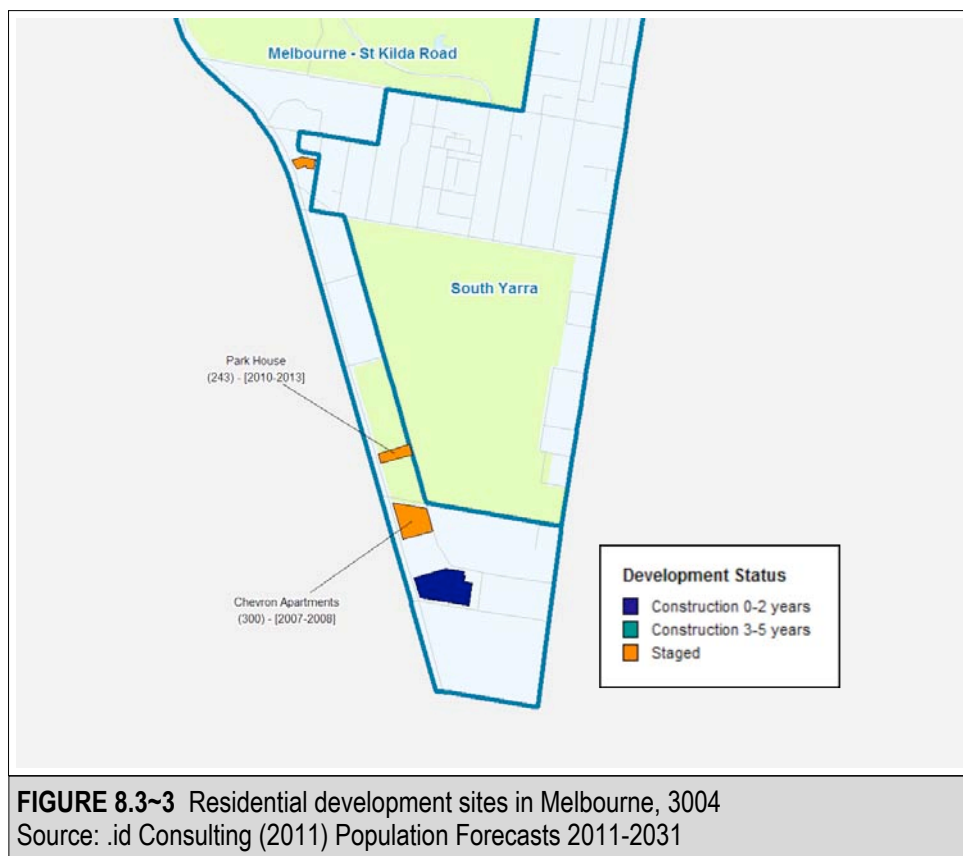 Melbourne - St Kilda Road
South Yarra
Park House
(243) - [2010-2013]
Chevron Apartments
(300) - [2007-2008]
Development Status
Construction 0-2 years
Construction 3-5 years
Staged
FIGURE 8.3~3 Residential development sites in Melbourne, 3004
Source: .id Consulting (2011) Population Forecasts 2011-2031